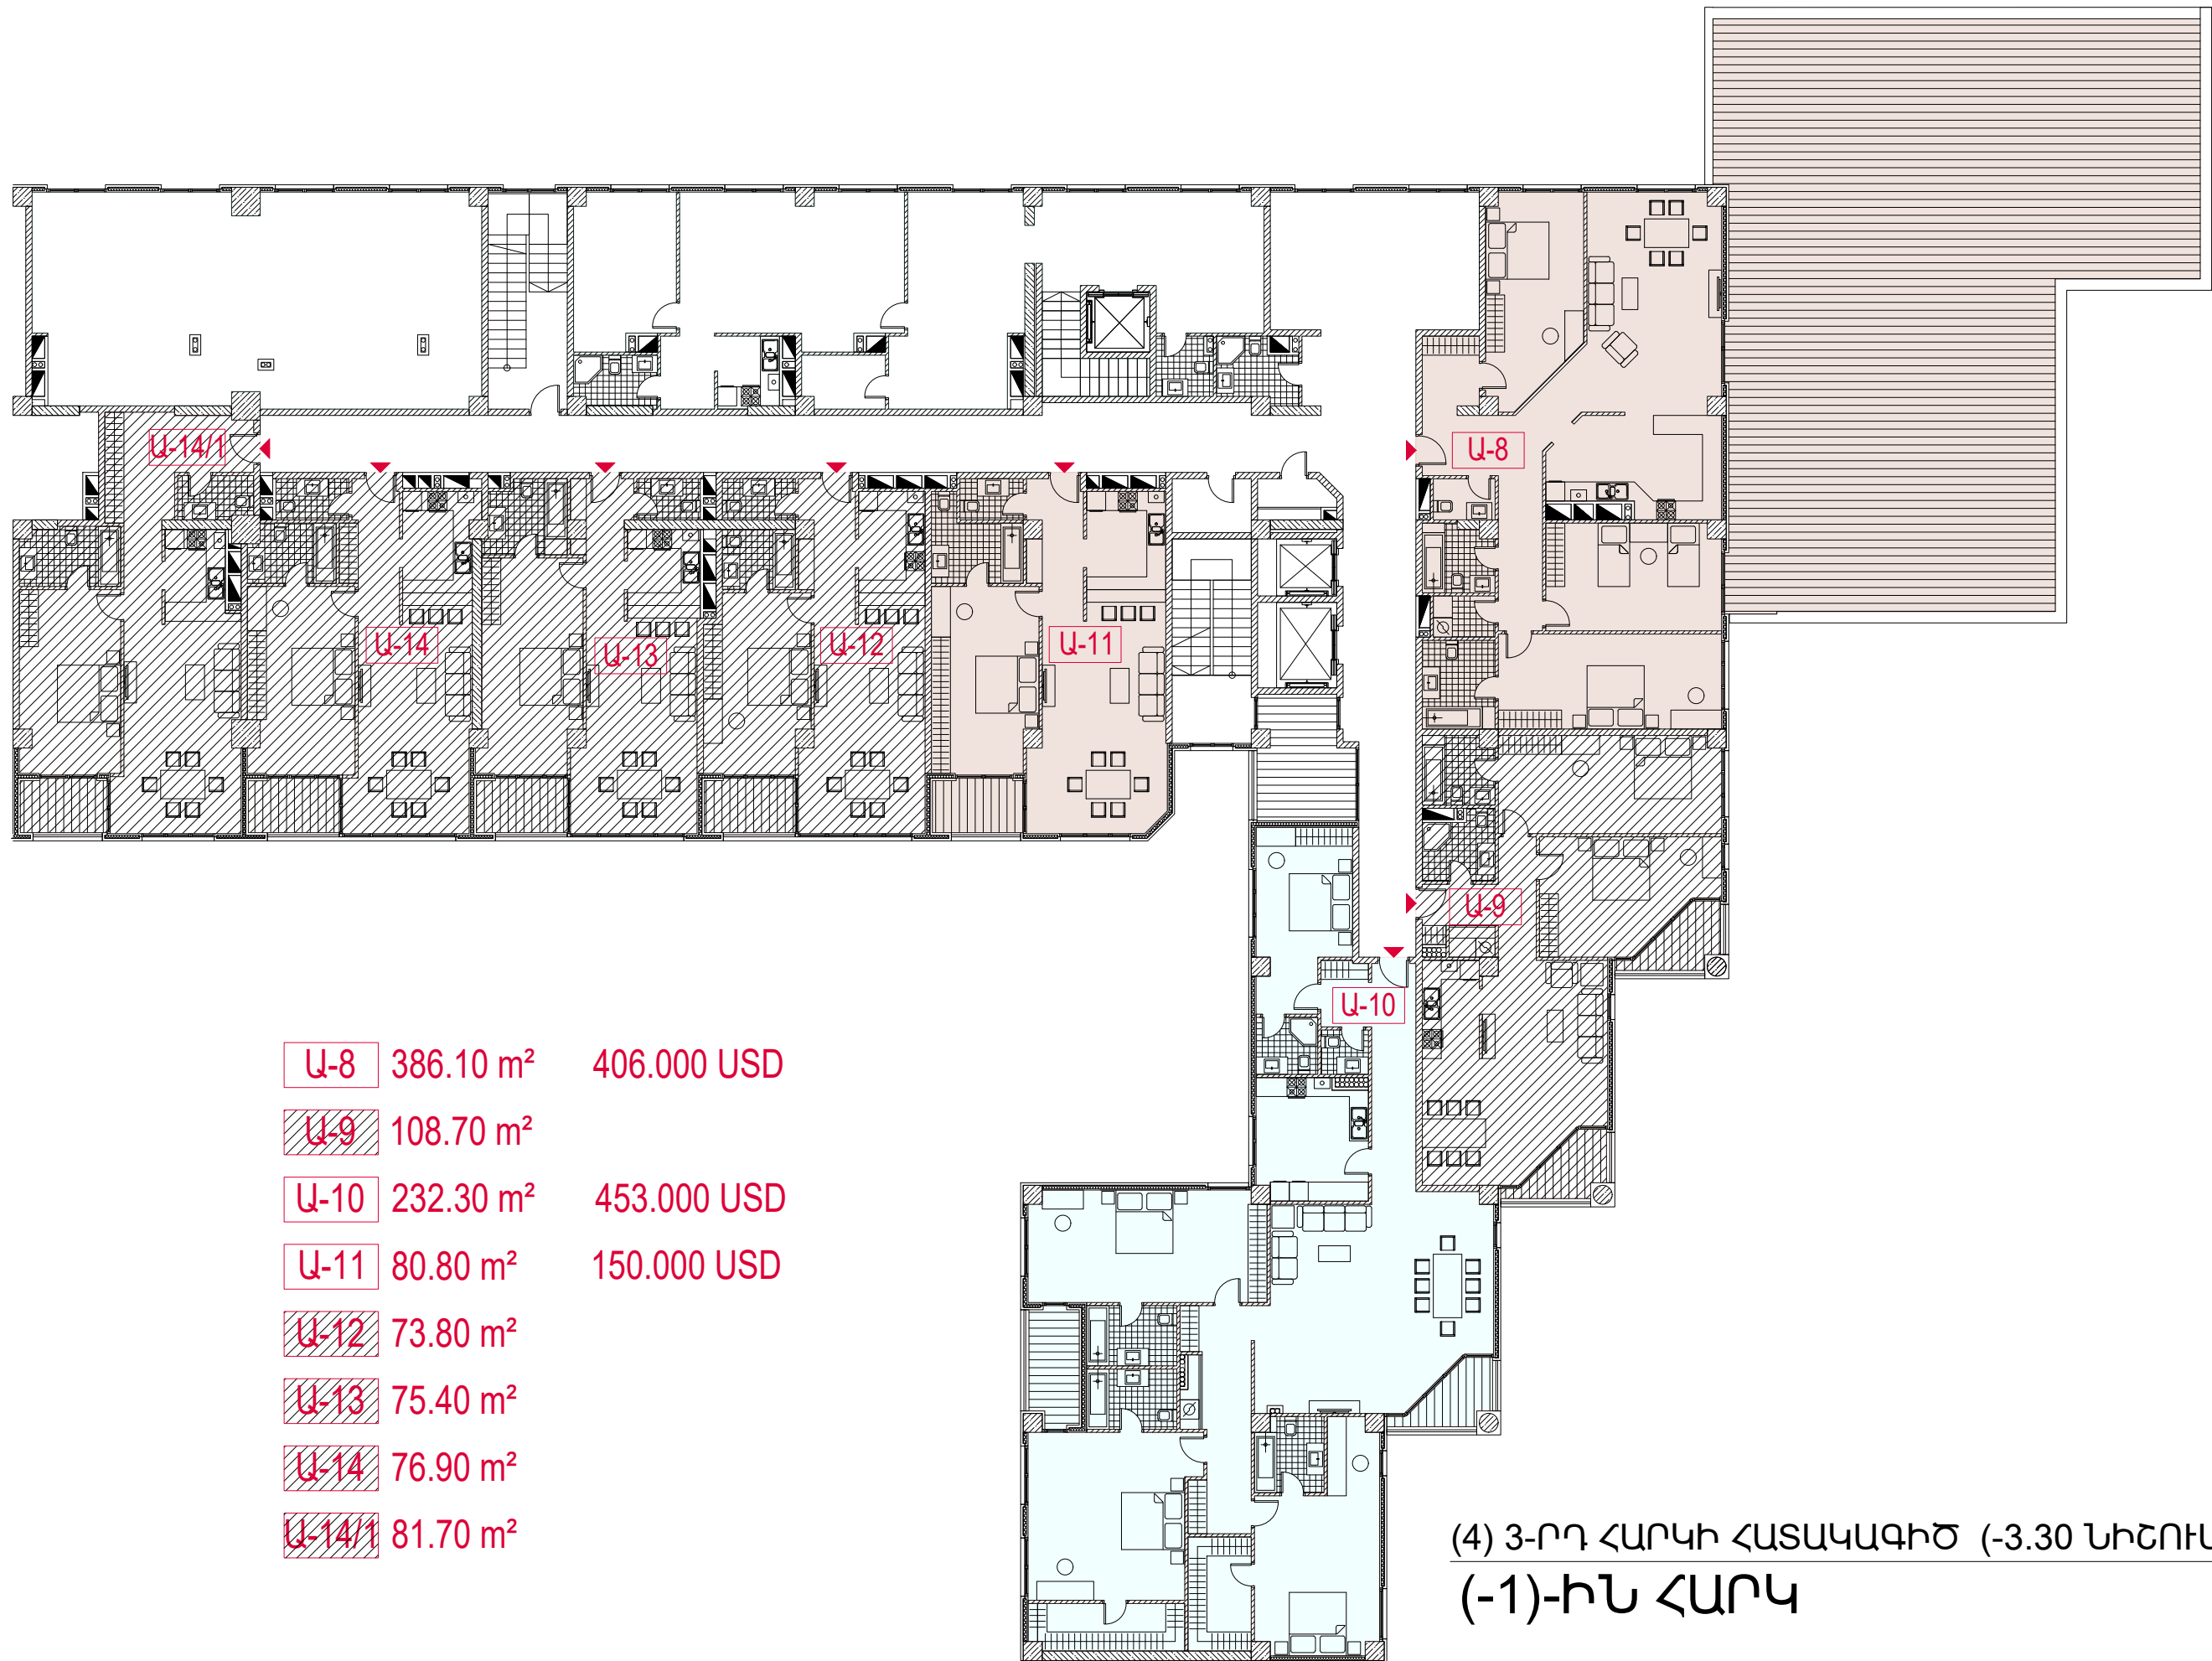 Ա-14/1
Ա-14
Ա-13
Ա-12
Ա-11
Ա-8
Ա-9
Ա-10
Ա-8 386.10 m² 406.000 USD
Ա-9 108.70 m²
Ա-10 232.30 m² 453.000 USD
Ա-11 80.80 m² 150.000 USD
Ա-12 73.80 m²
Ա-13 75.40 m²
Ա-14 76.90 m²
Ա-14/1 81.70 m²
(4) 3-ՐԴ ՀԱՐԿԻ ՀԱՏԱԿԱԳԻԾ (-3.30 ՆԻՇՈՒ
(-1)-ԻՆ ՀԱՐԿ